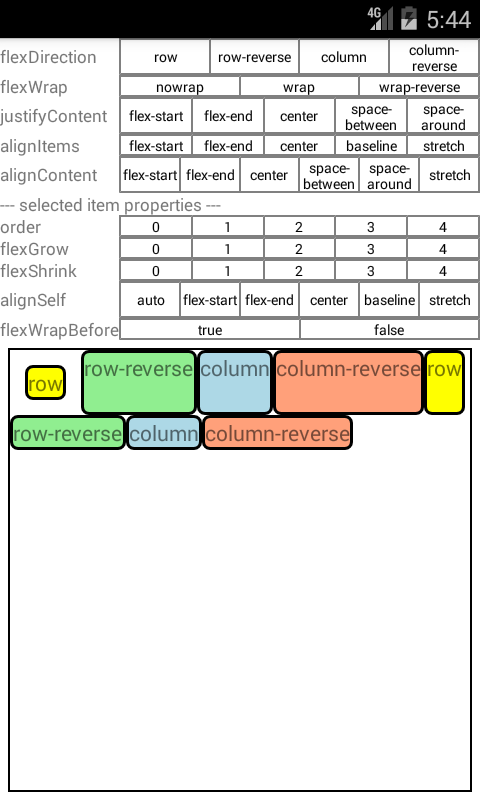 4G 5:44
flexDirection row row-reverse column column-reverse
flexWrap nowrap wrap wrap-reverse
justifyContent flex-start flex-end center space-between space-around
alignItems flex-start flex-end center baseline stretch
alignContent flex-start flex-end center space-between space-around stretch
--- selected item properties ---
order 0 1 2 3 4
flexGrow 0 1 2 3 4
flexShrink 0 1 2 3 4
alignSelf auto flex-start flex-end center baseline stretch
flexWrapBefore true false
row row-reverse column column-reverse row
row-reverse column column-reverse